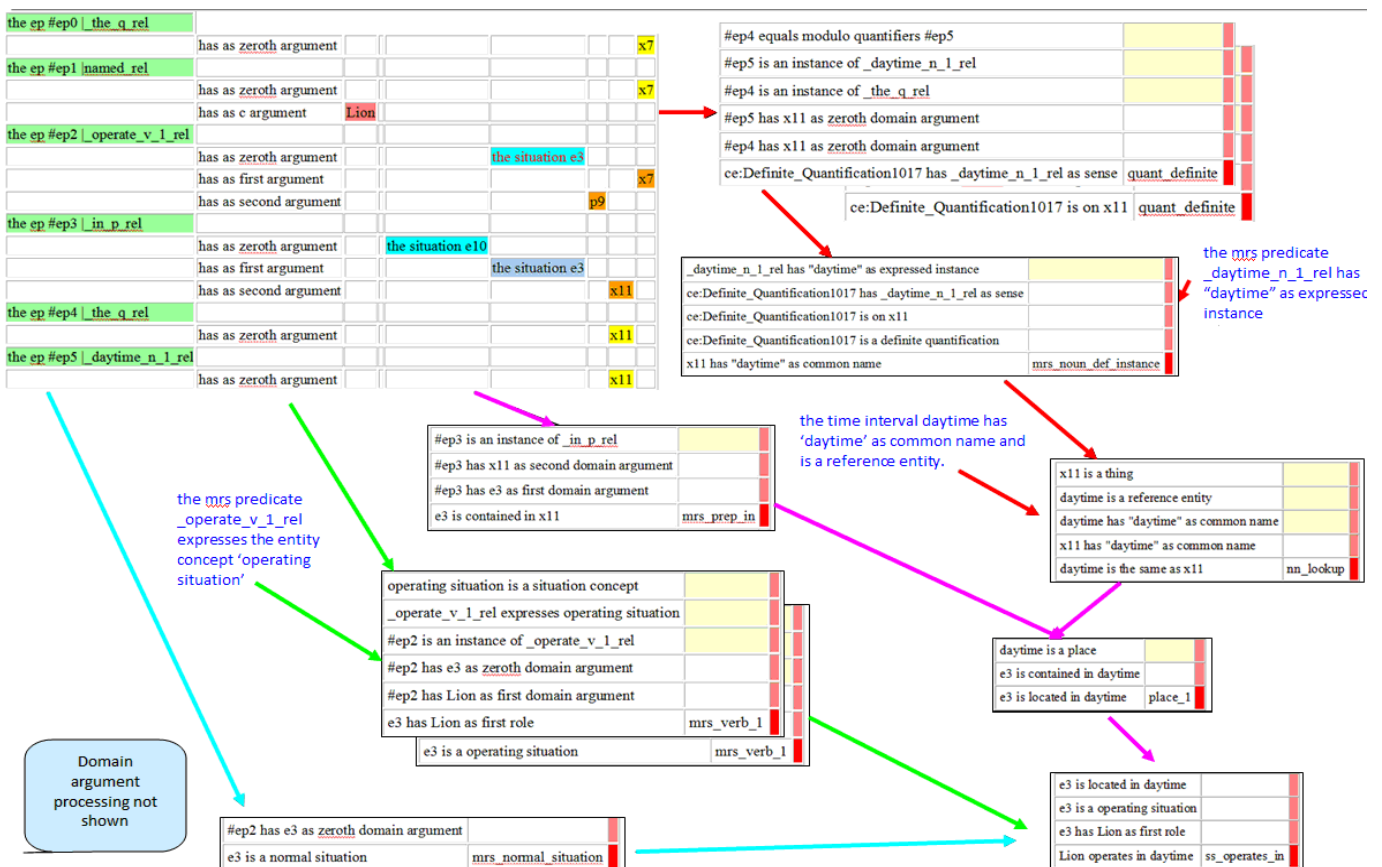 the ep #ep0 |_the_q_rel
has as zeroth argument x7
the ep #ep1 |named_rel
has as zeroth argument x7
has as c argument Lion
the ep #ep2 |_operate_v_1_rel
has as zeroth argument the situation e3
has as first argument x7
has as second argument p9
the ep #ep3 |_in_p_rel
has as zeroth argument the situation e10
has as first argument the situation e3
has as second argument x11
the ep #ep4 |_the_q_rel
has as zeroth argument x11
the ep #ep5 |_daytime_n_1_rel
has as zeroth argument x11
#ep4 equals modulo quantifiers #ep5
#ep5 is an instance of _daytime_n_1_rel
#ep4 is an instance of _the_q_rel
#ep5 has x11 as zeroth domain argument
#ep4 has x11 as zeroth domain argument
ce:Definite_Quantification1017 has _daytime_n_1_rel as sense quant_definite
ce:Definite_Quantification1017 is on x11 quant_definite
_daytime_n_1_rel has "daytime" as expressed instance
ce:Definite_Quantification1017 has _daytime_n_1_rel as sense
ce:Definite_Quantification1017 is on x11
ce:Definite_Quantification1017 is a definite quantification
x11 has "daytime" as common name mrs_noun_def_instance
the mrs predicate
_daytime_n_1_rel has
“daytime” as expressed
instance
#ep3 is an instance of _in_p_rel
#ep3 has x11 as second domain argument
#ep3 has e3 as first domain argument
e3 is contained in x11 mrs_prep_in
the time interval daytime has
‘daytime’ as common name and
is a reference entity.
x11 is a thing
daytime is a reference entity
daytime has "daytime" as common name
x11 has "daytime" as common name
daytime is the same as x11 nn_lookup
the mrs predicate
_operate_v_1_rel
expresses the entity
concept ‘operating
situation’
operating situation is a situation concept
_operate_v_1_rel expresses operating situation
#ep2 is an instance of _operate_v_1_rel
#ep2 has e3 as zeroth domain argument
#ep2 has Lion as first domain argument
e3 has Lion as first role mrs_verb_1
e3 is a operating situation mrs_verb_1
daytime is a place
e3 is contained in daytime
e3 is located in daytime place_1
Domain
argument
processing not
shown
#ep2 has e3 as zeroth domain argument
e3 is a normal situation mrs_normal_situation
e3 is located in daytime
e3 is a operating situation
e3 has Lion as first role
Lion operates in daytime ss_operates_in